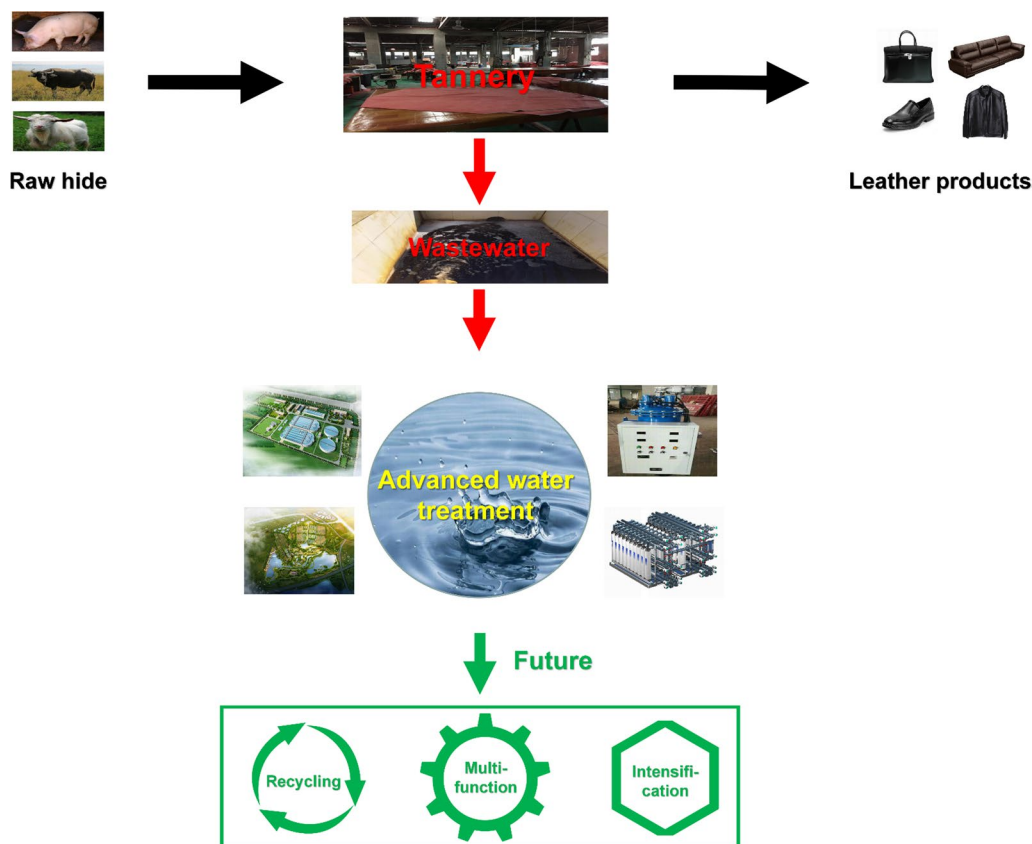 Tannery
Raw hide
Leather products
Wastewater
Advanced water
treatment
Future
Recycling
Multi-
function
Intensifi-
cation